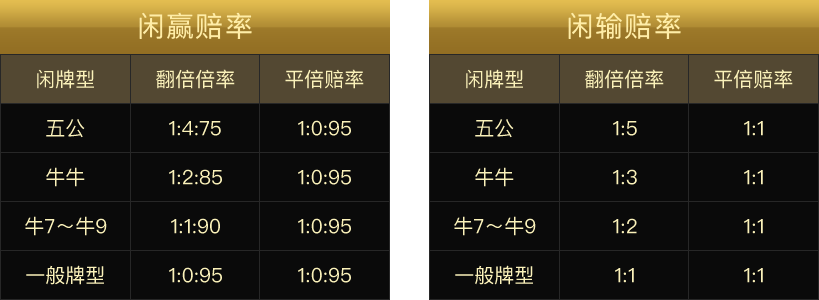 闲赢赔率
闲牌型 翻倍倍率 平倍赔率
五公 1:4:75 1:0:95
牛牛 1:2:85 1:0:95
牛7～牛9 1:1:90 1:0:95
一般牌型 1:0:95 1:0:95
闲输赔率
闲牌型 翻倍倍率 平倍赔率
五公 1:5 1:1
牛牛 1:3 1:1
牛7～牛9 1:2 1:1
一般牌型 1:1 1:1